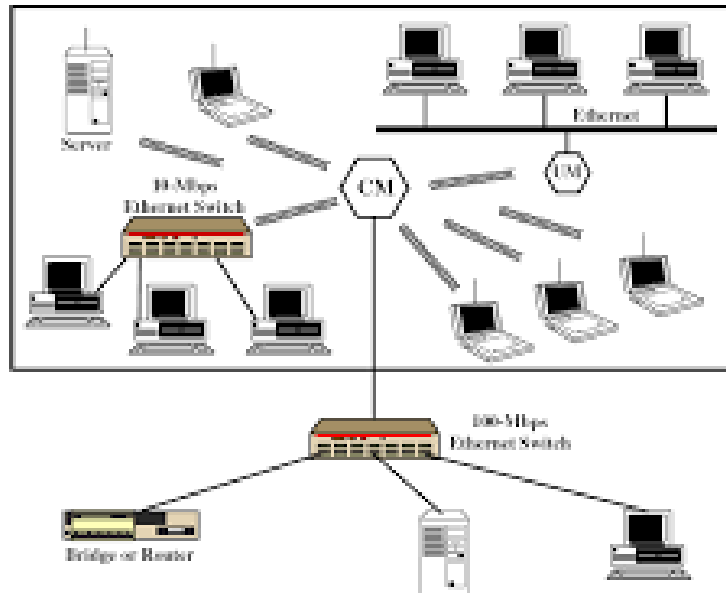 Ethernet
Server
UM
CM
10-Mbps
Ethernet Switch
100-Mbps
Ethernet Switch
Bridge or Router